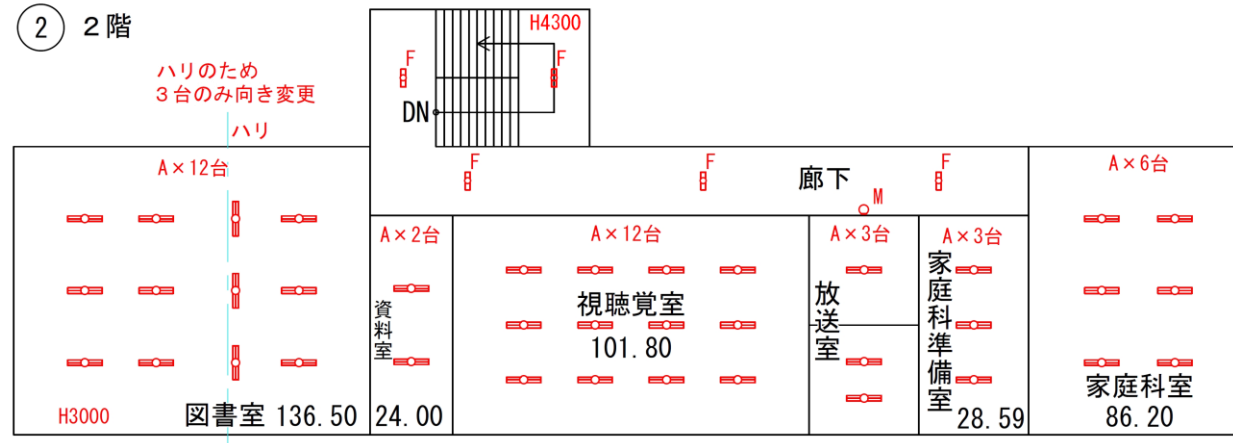 ② 2階
H4300
F
F
ハリのため
3台のみ向き変更
DN
ハリ
A×12台
F
F
F
廊下
M
A×6台
A×2台
A×12台
A×3台
A×3台
資料室
視聴覚室
101.80
放送室
家庭科準備室
28.59
家庭科室
86.20
H3000
図書室 136.50
24.00